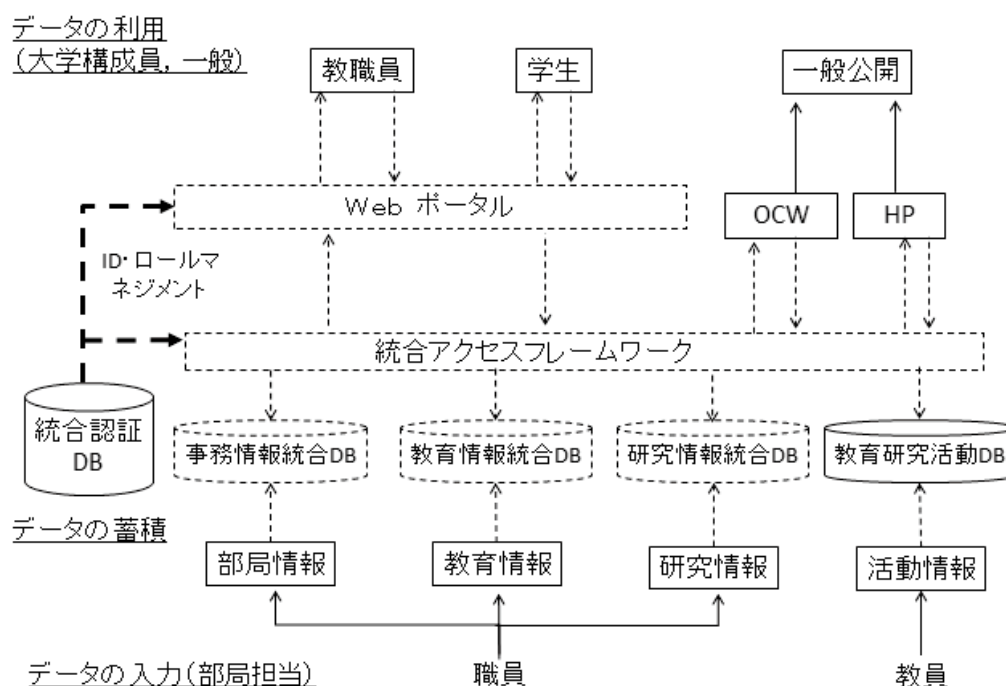 データの利用
(大学構成員, 一般)
教職員
学生
一般公開
Web ポータル
OCW
HP
ID・ロールマ
ネジメント
統合アクセスフレームワーク
統合認証
DB
事務情報統合DB
教育情報統合DB
研究情報統合DB
教育研究活動DB
データの蓄積
部局情報
教育情報
研究情報
活動情報
データの入力(部局担当)
職員
教員